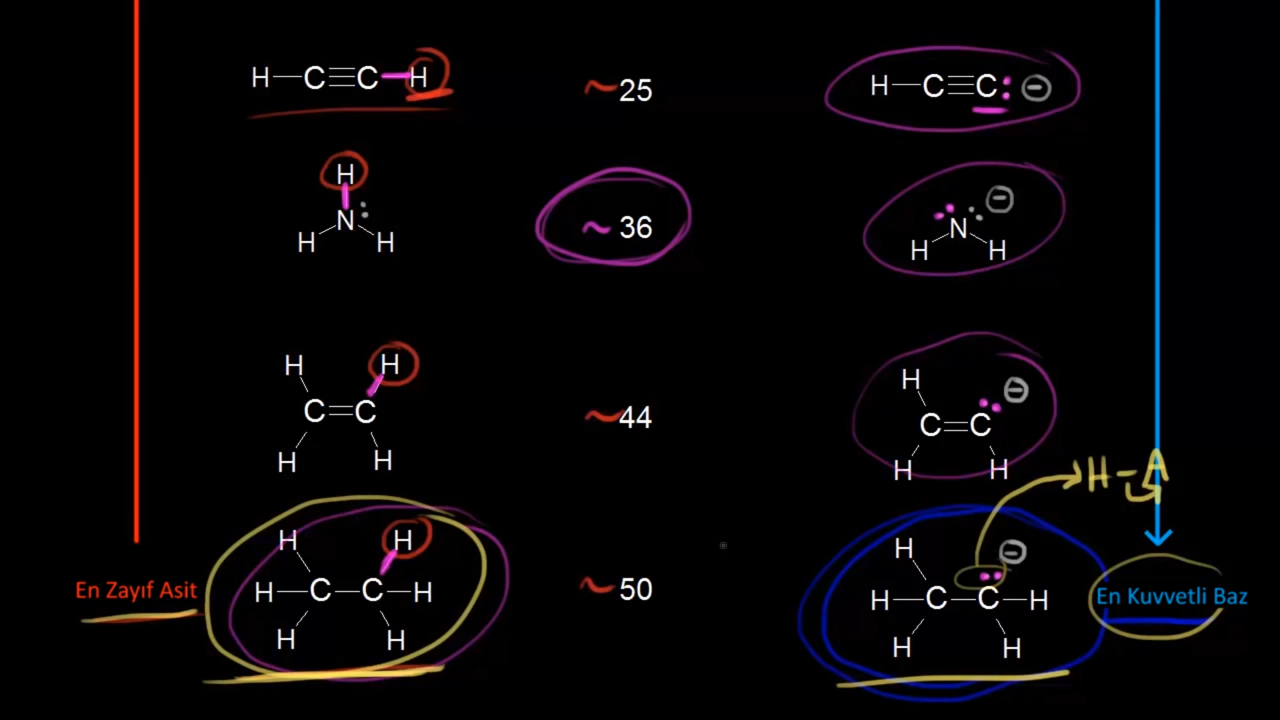 H—C≡C—H ~25 H—C≡C: ⊖
H
N: ~36 N: ⊖
H H H H
H H H ⊖
C=C ~44 C=C
H H H H
H-A
H H H ⊖
En Zayıf Asit H—C—C—H ~50 H—C—C—H En Kuvvetli Baz
H H H H